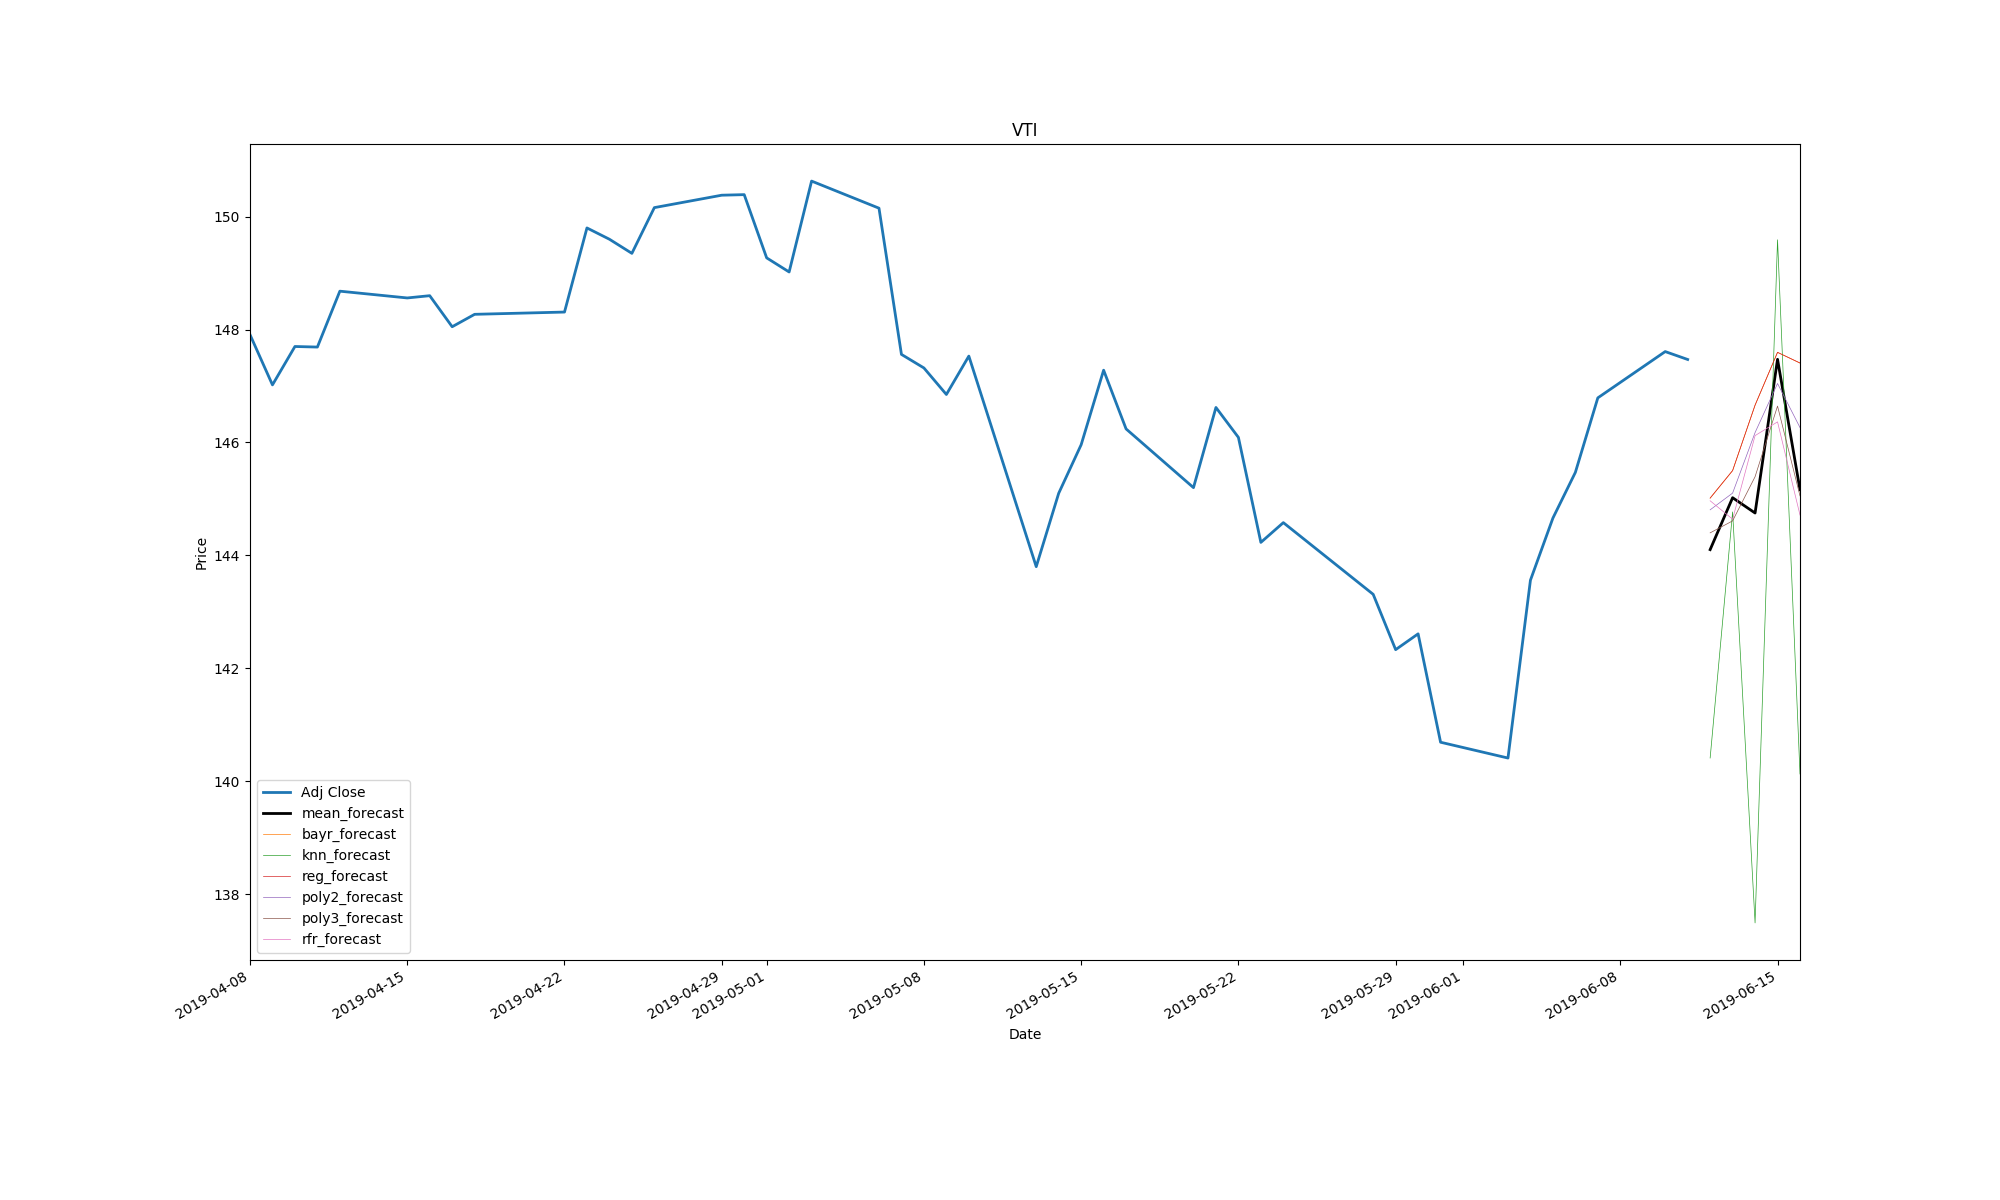 VTI
150
148
146
144
142
140
138
Price
Adj Close
mean_forecast
bayr_forecast
knn_forecast
reg_forecast
poly2_forecast
poly3_forecast
rfr_forecast
2019-04-08
2019-04-15
2019-04-22
2019-04-29
2019-05-01
2019-05-08
2019-05-15
2019-05-22
2019-05-29
2019-06-01
2019-06-08
2019-06-15
Date